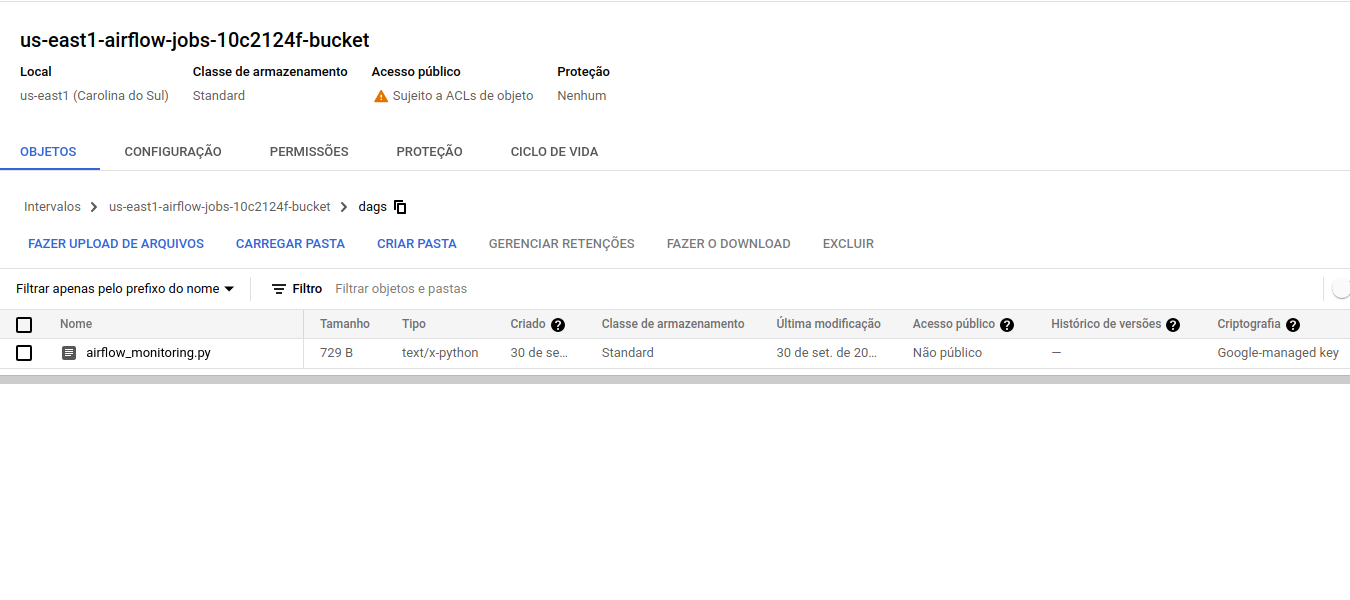 us-east1-airflow-jobs-10c2124f-bucket
Local Classe de armazenamento Acesso público Proteção
us-east1 (Carolina do Sul) Standard Sujeito a ACLs de objeto Nenhum
OBJETOS CONFIGURAÇÃO PERMISSÕES PROTEÇÃO CICLO DE VIDA
Intervalos us-east1-airflow-jobs-10c2124f-bucket dags
FAZER UPLOAD DE ARQUIVOS CARREGAR PASTA CRIAR PASTA GERENCIAR RETENÇÕES FAZER O DOWNLOAD EXCLUIR
Filtrar apenas pelo prefixo do nome Filtro Filtrar objetos e pastas
Nome Tamanho Tipo Criado ? Classe de armazenamento Última modificação Acesso público ? Histórico de versões ? Criptografia ?
airflow_monitoring.py 729 B text/x-python 30 de se... Standard 30 de set. de 20... Não público — Google-managed key